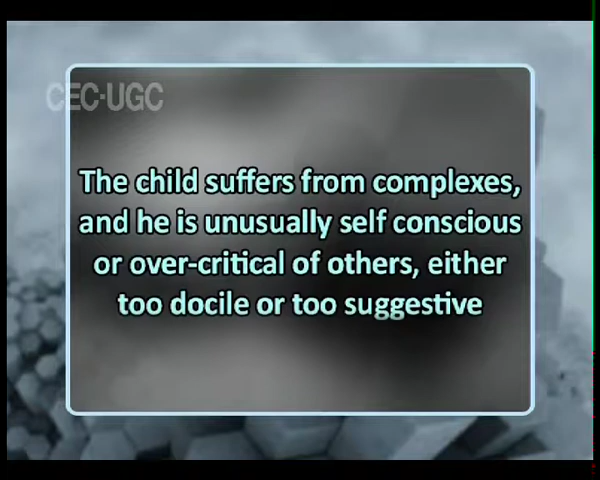 CEC-UGC
The child suffers from complexes,
and he is unusually self conscious
or over-critical of others, either
too docile or too suggestive